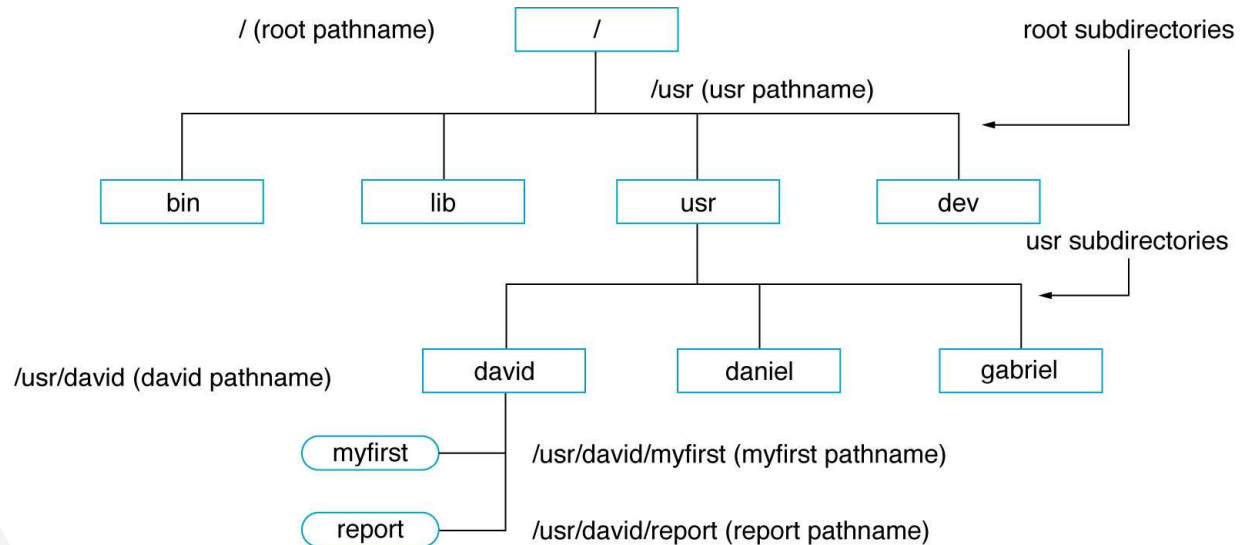 / (root pathname)
/
root subdirectories
/usr (usr pathname)
bin
lib
usr
dev
usr subdirectories
/usr/david (david pathname)
david
daniel
gabriel
myfirst
/usr/david/myfirst (myfirst pathname)
report
/usr/david/report (report pathname)